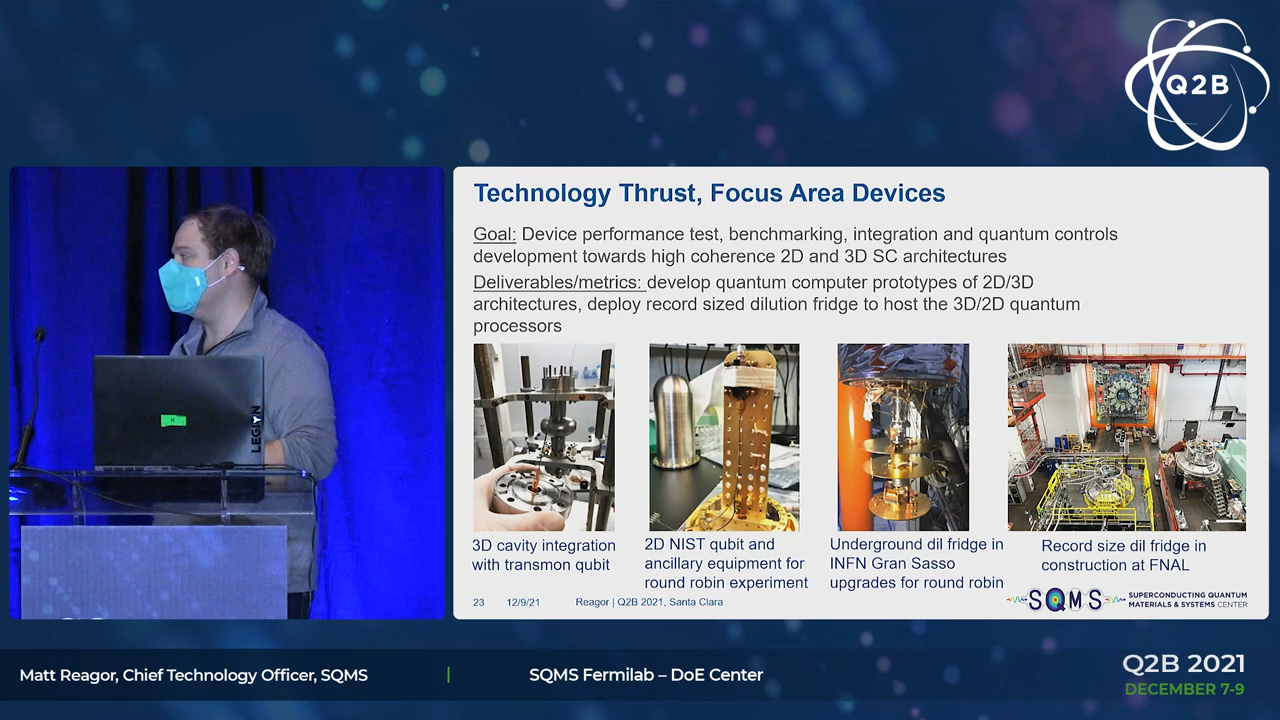 Q2B
Technology Thrust, Focus Area Devices
Goal: Device performance test, benchmarking, integration and quantum controls
development towards high coherence 2D and 3D SC architectures
Deliverables/metrics: develop quantum computer prototypes of 2D/3D
architectures, deploy record sized dilution fridge to host the 3D/2D quantum
processors
LEGION
3D cavity integration
with transmon qubit
2D NIST qubit and
ancillary equipment for
round robin experiment
Underground dil fridge in
INFN Gran Sasso
upgrades for round robin
Record size dil fridge in
construction at FNAL
23 12/9/21 Reagor | Q2B 2021, Santa Clara
SQMS
SUPERCONDUCTING QUANTUM
MATERIALS & SYSTEMS CENTER
Matt Reagor, Chief Technology Officer, SQMS
SQMS Fermilab – DoE Center
Q2B 2021
DECEMBER 7-9